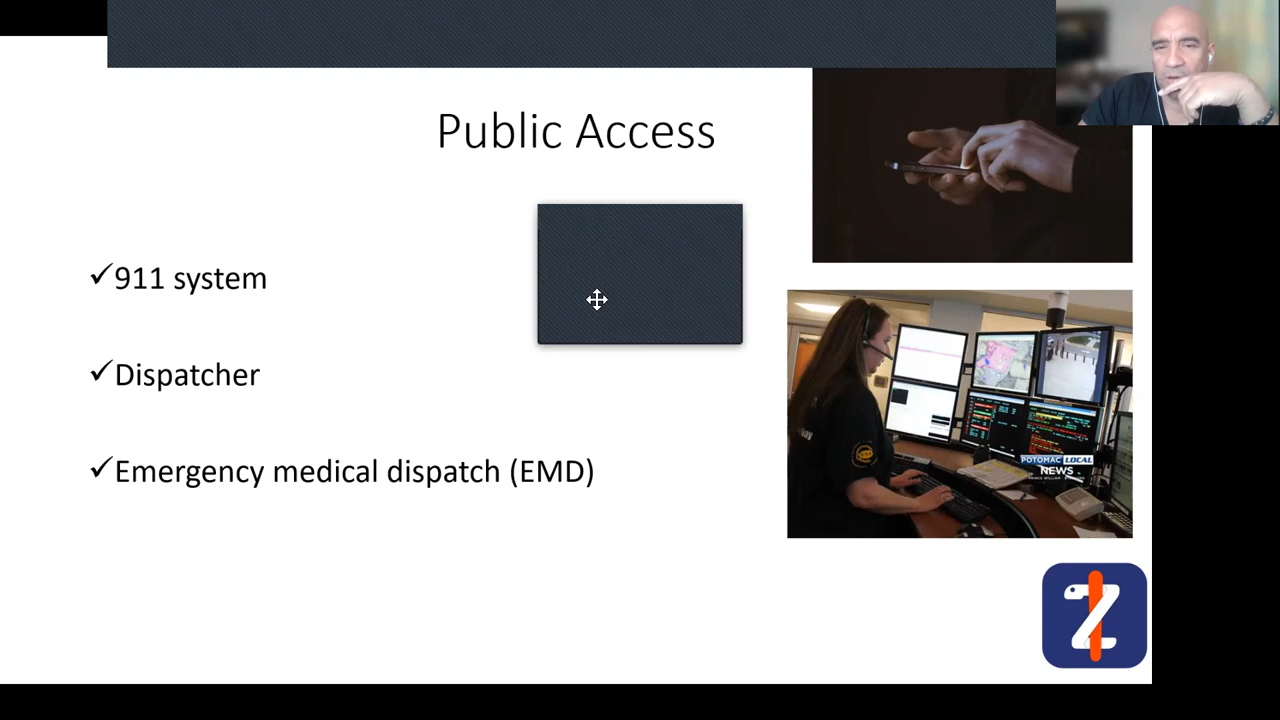 Public Access
✓911 system
✓Dispatcher
✓Emergency medical dispatch (EMD)
POTOMAC LOCAL
NEWS